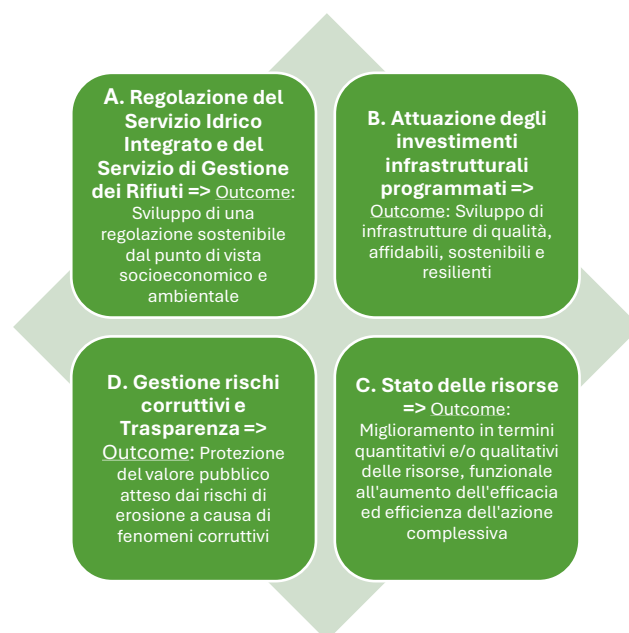 A. Regolazione del
Servizio Idrico
Integrato e del
Servizio di Gestione
dei Rifiuti => Outcome:
Sviluppo di una
regolazione sostenibile
dal punto di vista
socioeconomico e
ambientale
B. Attuazione degli
investimenti
infrastrutturali
programmati =>
Outcome: Sviluppo di
infrastrutture di qualità,
affidabili, sostenibili e
resilienti
D. Gestione rischi
corruttivi e
Trasparenza =>
Outcome: Protezione
del valore pubblico
atteso dai rischi di
erosione a causa di
fenomeni corruttivi
C. Stato delle risorse
=> Outcome:
Miglioramento in termini
quantitativi e/o qualitativi
delle risorse, funzionale
all'aumento dell'efficacia
ed efficienza dell'azione
complessiva